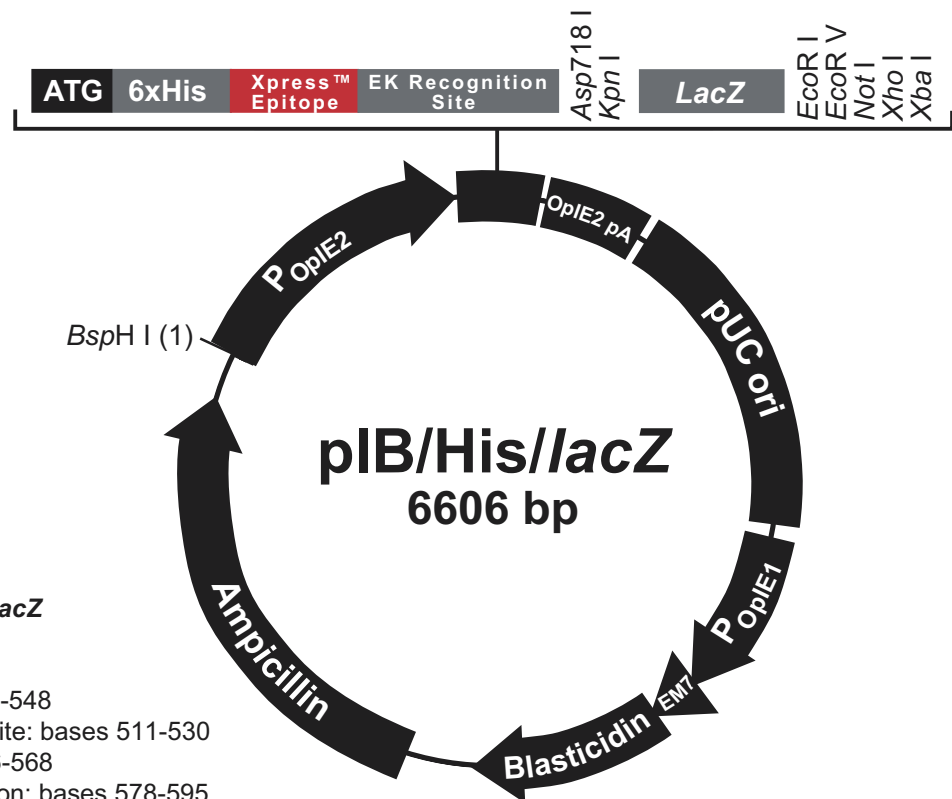 ATG 6xHis Xpress™ Epitope EK Recognition Site Asp718 I Kpn I LacZ EcoR I EcoR V Not I Xho I Xba I
P OpIE2
OpIE2 pA
pUC ori
BspH I (1)
pIB/His/lacZ
6606 bp
P OpIE1
EM7
Blasticidin
Ampicillin
acZ
-548
ite: bases 511-530
-568
on: bases 578-595